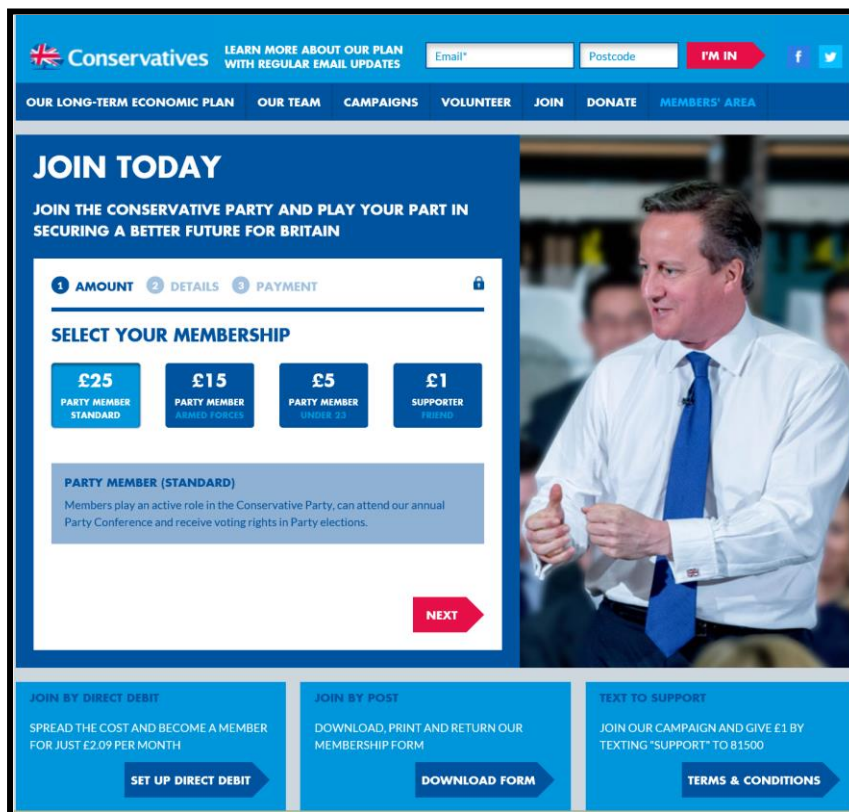 Conservatives
LEARN MORE ABOUT OUR PLAN
WITH REGULAR EMAIL UPDATES
Email*
Postcode
I'M IN
f
OUR LONG-TERM ECONOMIC PLAN OUR TEAM CAMPAIGNS VOLUNTEER JOIN DONATE MEMBERS' AREA
JOIN TODAY
JOIN THE CONSERVATIVE PARTY AND PLAY YOUR PART IN
SECURING A BETTER FUTURE FOR BRITAIN
1 AMOUNT 2 DETAILS 3 PAYMENT
SELECT YOUR MEMBERSHIP
£25
PARTY MEMBER
STANDARD
£15
PARTY MEMBER
ARMED FORCES
£5
PARTY MEMBER
UNDER 23
£1
SUPPORTER
FRIEND
PARTY MEMBER (STANDARD)
Members play an active role in the Conservative Party, can attend our annual
Party Conference and receive voting rights in Party elections.
NEXT
JOIN BY DIRECT DEBIT
SPREAD THE COST AND BECOME A MEMBER
FOR JUST £2.09 PER MONTH
SET UP DIRECT DEBIT
JOIN BY POST
DOWNLOAD, PRINT AND RETURN OUR
MEMBERSHIP FORM
DOWNLOAD FORM
TEXT TO SUPPORT
JOIN OUR CAMPAIGN AND GIVE £1 BY
TEXTING "SUPPORT" TO 81500
TERMS & CONDITIONS